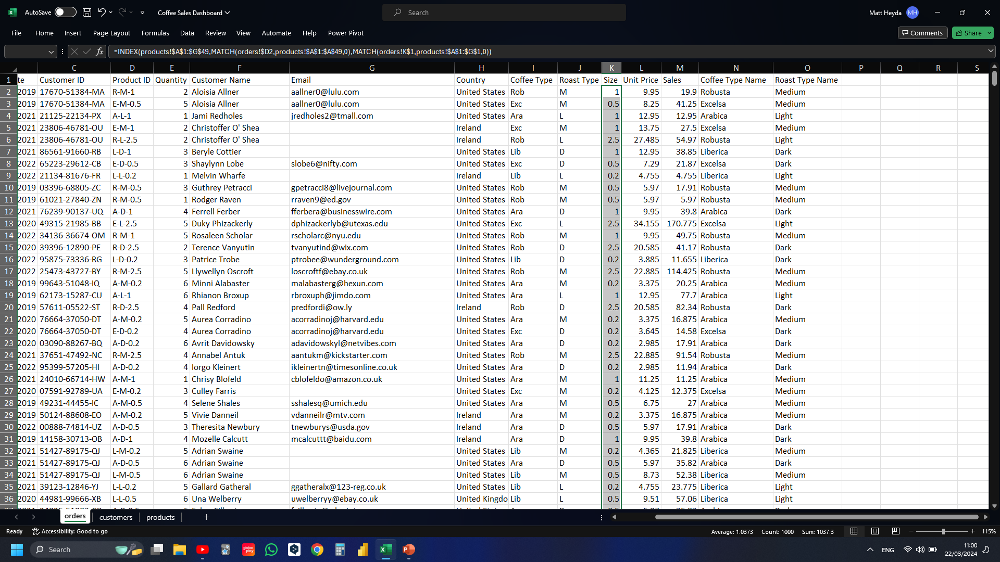 AutoSave Coffee Sales Dashboard Search Matt Heyda MH
File Home Insert Page Layout Formulas Data Review View Automate Help Power Pivot Comments Share
fx =INDEX(products!$A$1:$G$49,MATCH(orders!$D2,products!$A$1:$A$49,0),MATCH(orders!K$1,products!$A$1:$G$1,0))
C D E F G H I J K L M N O P Q R S
1 te Customer ID Product ID Quantity Customer Name Email Country Coffee Type Roast Type Size Unit Price Sales Coffee Type Name Roast Type Name
2 2019 17670-51384-MA R-M-1 2 Aloisia Allner aallner0@lulu.com United States Rob M 1 9.95 19.9 Robusta Medium
3 2019 17670-51384-MA E-M-0.5 5 Aloisia Allner aallner0@lulu.com United States Exc M 0.5 8.25 41.25 Excelsa Medium
4 2021 21125-22134-PX A-L-1 1 Jami Redholes jredholes2@tmall.com United States Ara L 1 12.95 12.95 Arabica Light
5 2021 23806-46781-OU E-M-1 2 Christoffer O' Shea Ireland Exc M 1 13.75 27.5 Excelsa Medium
6 2021 23806-46781-OU R-L-2.5 2 Christoffer O' Shea Ireland Rob L 2.5 27.485 54.97 Robusta Light
7 2021 86561-91660-RB L-D-1 3 Beryle Cottier United States Lib D 1 12.95 38.85 Liberica Dark
8 2022 65223-29612-CB E-D-0.5 3 Shaylynn Lobe slobe6@nifty.com United States Exc D 0.5 7.29 21.87 Excelsa Dark
9 2022 21134-81676-FR L-L-0.2 1 Melvin Wharfe Ireland Lib L 0.2 4.755 4.755 Liberica Light
10 2019 03396-68805-ZC R-M-0.5 3 Guthrey Petracci gpetracci8@livejournal.com United States Rob M 0.5 5.97 17.91 Robusta Medium
11 2019 61021-27840-ZN R-M-0.5 1 Rodger Raven rraven9@ed.gov United States Rob M 0.5 5.97 5.97 Robusta Medium
12 2021 76239-90137-UQ A-D-1 4 Ferrell Ferber fferbera@businesswire.com United States Ara D 1 9.95 39.8 Arabica Dark
13 2020 49315-21985-BB E-L-2.5 5 Duky Phizackerly dphizackerlyb@utexas.edu United States Exc L 2.5 34.155 170.775 Excelsa Light
14 2022 34136-36674-OM R-M-1 5 Rosaleen Scholar rscholarc@nyu.edu United States Rob M 1 9.95 49.75 Robusta Medium
15 2020 39396-12890-PE R-D-2.5 2 Terence Vanyutin tvanyutind@wix.com United States Rob D 2.5 20.585 41.17 Robusta Dark
16 2022 95875-73336-RG L-D-0.2 3 Patrice Trobe ptrobee@wunderground.com United States Lib D 0.2 3.885 11.655 Liberica Dark
17 2022 25473-43727-BY R-M-2.5 5 Llywellyn Oscroft loscroftf@ebay.co.uk United States Rob M 2.5 22.885 114.425 Robusta Medium
18 2019 99643-51048-IQ A-M-0.2 6 Minni Alabaster malabasterg@hexun.com United States Ara M 0.2 3.375 20.25 Arabica Medium
19 2019 62173-15287-CU A-L-1 6 Rhianon Broxup rbroxuph@jimdo.com United States Ara L 1 12.95 77.7 Arabica Light
20 2019 57611-05522-ST R-D-2.5 4 Pall Redford predfordi@ow.ly Ireland Rob D 2.5 20.585 82.34 Robusta Dark
21 2020 76664-37050-DT A-M-0.2 5 Aurea Corradino acorradinoj@harvard.edu United States Ara M 0.2 3.375 16.875 Arabica Medium
22 2020 76664-37050-DT E-D-0.2 4 Aurea Corradino acorradinoj@harvard.edu United States Exc D 0.2 3.645 14.58 Excelsa Dark
23 2020 03090-88267-BQ A-D-0.2 6 Avrit Davidowsky adavidowskyl@netvibes.com United States Ara D 0.2 2.985 17.91 Arabica Dark
24 2021 37651-47492-NC R-M-2.5 4 Annabel Antuk aantukm@kickstarter.com United States Rob M 2.5 22.885 91.54 Robusta Medium
25 2022 95399-57205-HI A-D-0.2 4 Iorgo Kleinert ikleinertn@timesonline.co.uk United States Ara D 0.2 2.985 11.94 Arabica Dark
26 2021 24010-66714-HW A-M-1 1 Chrisy Blofeld cblofeldo@amazon.co.uk United States Ara M 1 11.25 11.25 Arabica Medium
27 2020 07591-92789-UA E-M-0.2 3 Culley Farris United States Exc M 0.2 4.125 12.375 Excelsa Medium
28 2019 49231-44455-IC A-M-0.5 4 Selene Shales sshalesq@umich.edu United States Ara M 0.5 6.75 27 Arabica Medium
29 2019 50124-88608-EO A-M-0.2 5 Vivie Danneil vdanneilr@mtv.com Ireland Ara M 0.2 3.375 16.875 Arabica Medium
30 2022 00888-74814-UZ A-D-0.5 3 Theresita Newbury tnewburys@usda.gov Ireland Ara D 0.5 5.97 17.91 Arabica Dark
31 2019 14158-30713-OB A-D-1 4 Mozelle Calcutt mcalcuttt@baidu.com Ireland Ara D 1 9.95 39.8 Arabica Dark
32 2021 51427-89175-QJ L-M-0.2 5 Adrian Swaine United States Lib M 0.2 4.365 21.825 Liberica Medium
33 2021 51427-89175-QJ A-D-0.5 6 Adrian Swaine United States Ara D 0.5 5.97 35.82 Arabica Dark
34 2021 51427-89175-QJ L-M-0.5 6 Adrian Swaine United States Lib M 0.5 8.73 52.38 Liberica Medium
35 2021 39123-12846-YJ L-L-0.2 5 Gallard Gatheral ggatheralx@123-reg.co.uk United States Lib L 0.2 4.755 23.775 Liberica Light
36 2020 44981-99666-XB L-L-0.5 6 Una Welberry uwelberryy@ebay.co.uk United Kingdo Lib L 0.5 9.51 57.06 Liberica Light
orders customers products
Ready Accessibility: Good to go Average: 1.0373 Count: 1000 Sum: 1037.3 115%
Search globo play ENG 11:00
22/03/2024